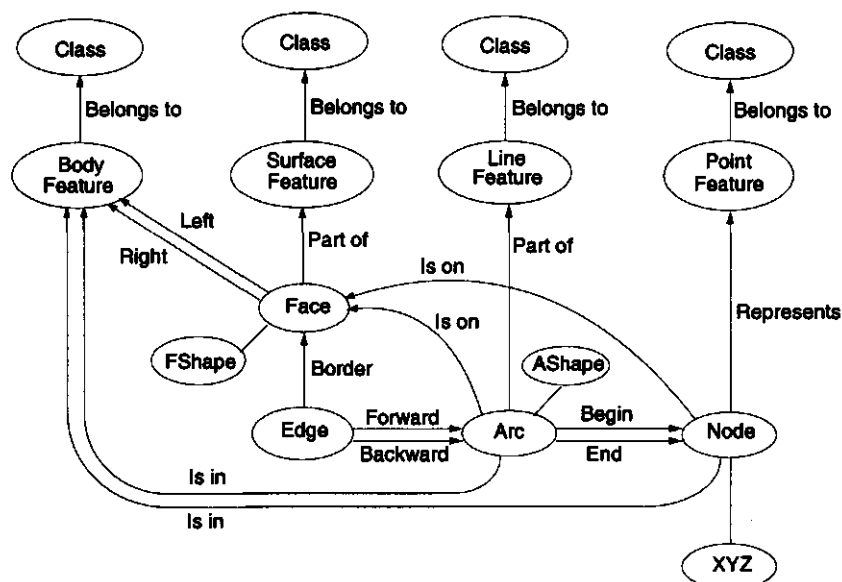 Class
Class
Class
Class
Belongs to
Belongs to
Belongs to
Belongs to
Body
Feature
Surface
Feature
Line
Feature
Point
Feature
Left
Right
Part of
Part of
Is on
Face
Is on
Represents
FShape
AShape
Border
Edge
Forward
Backward
Arc
Begin
End
Node
Is in
Is in
XYZ